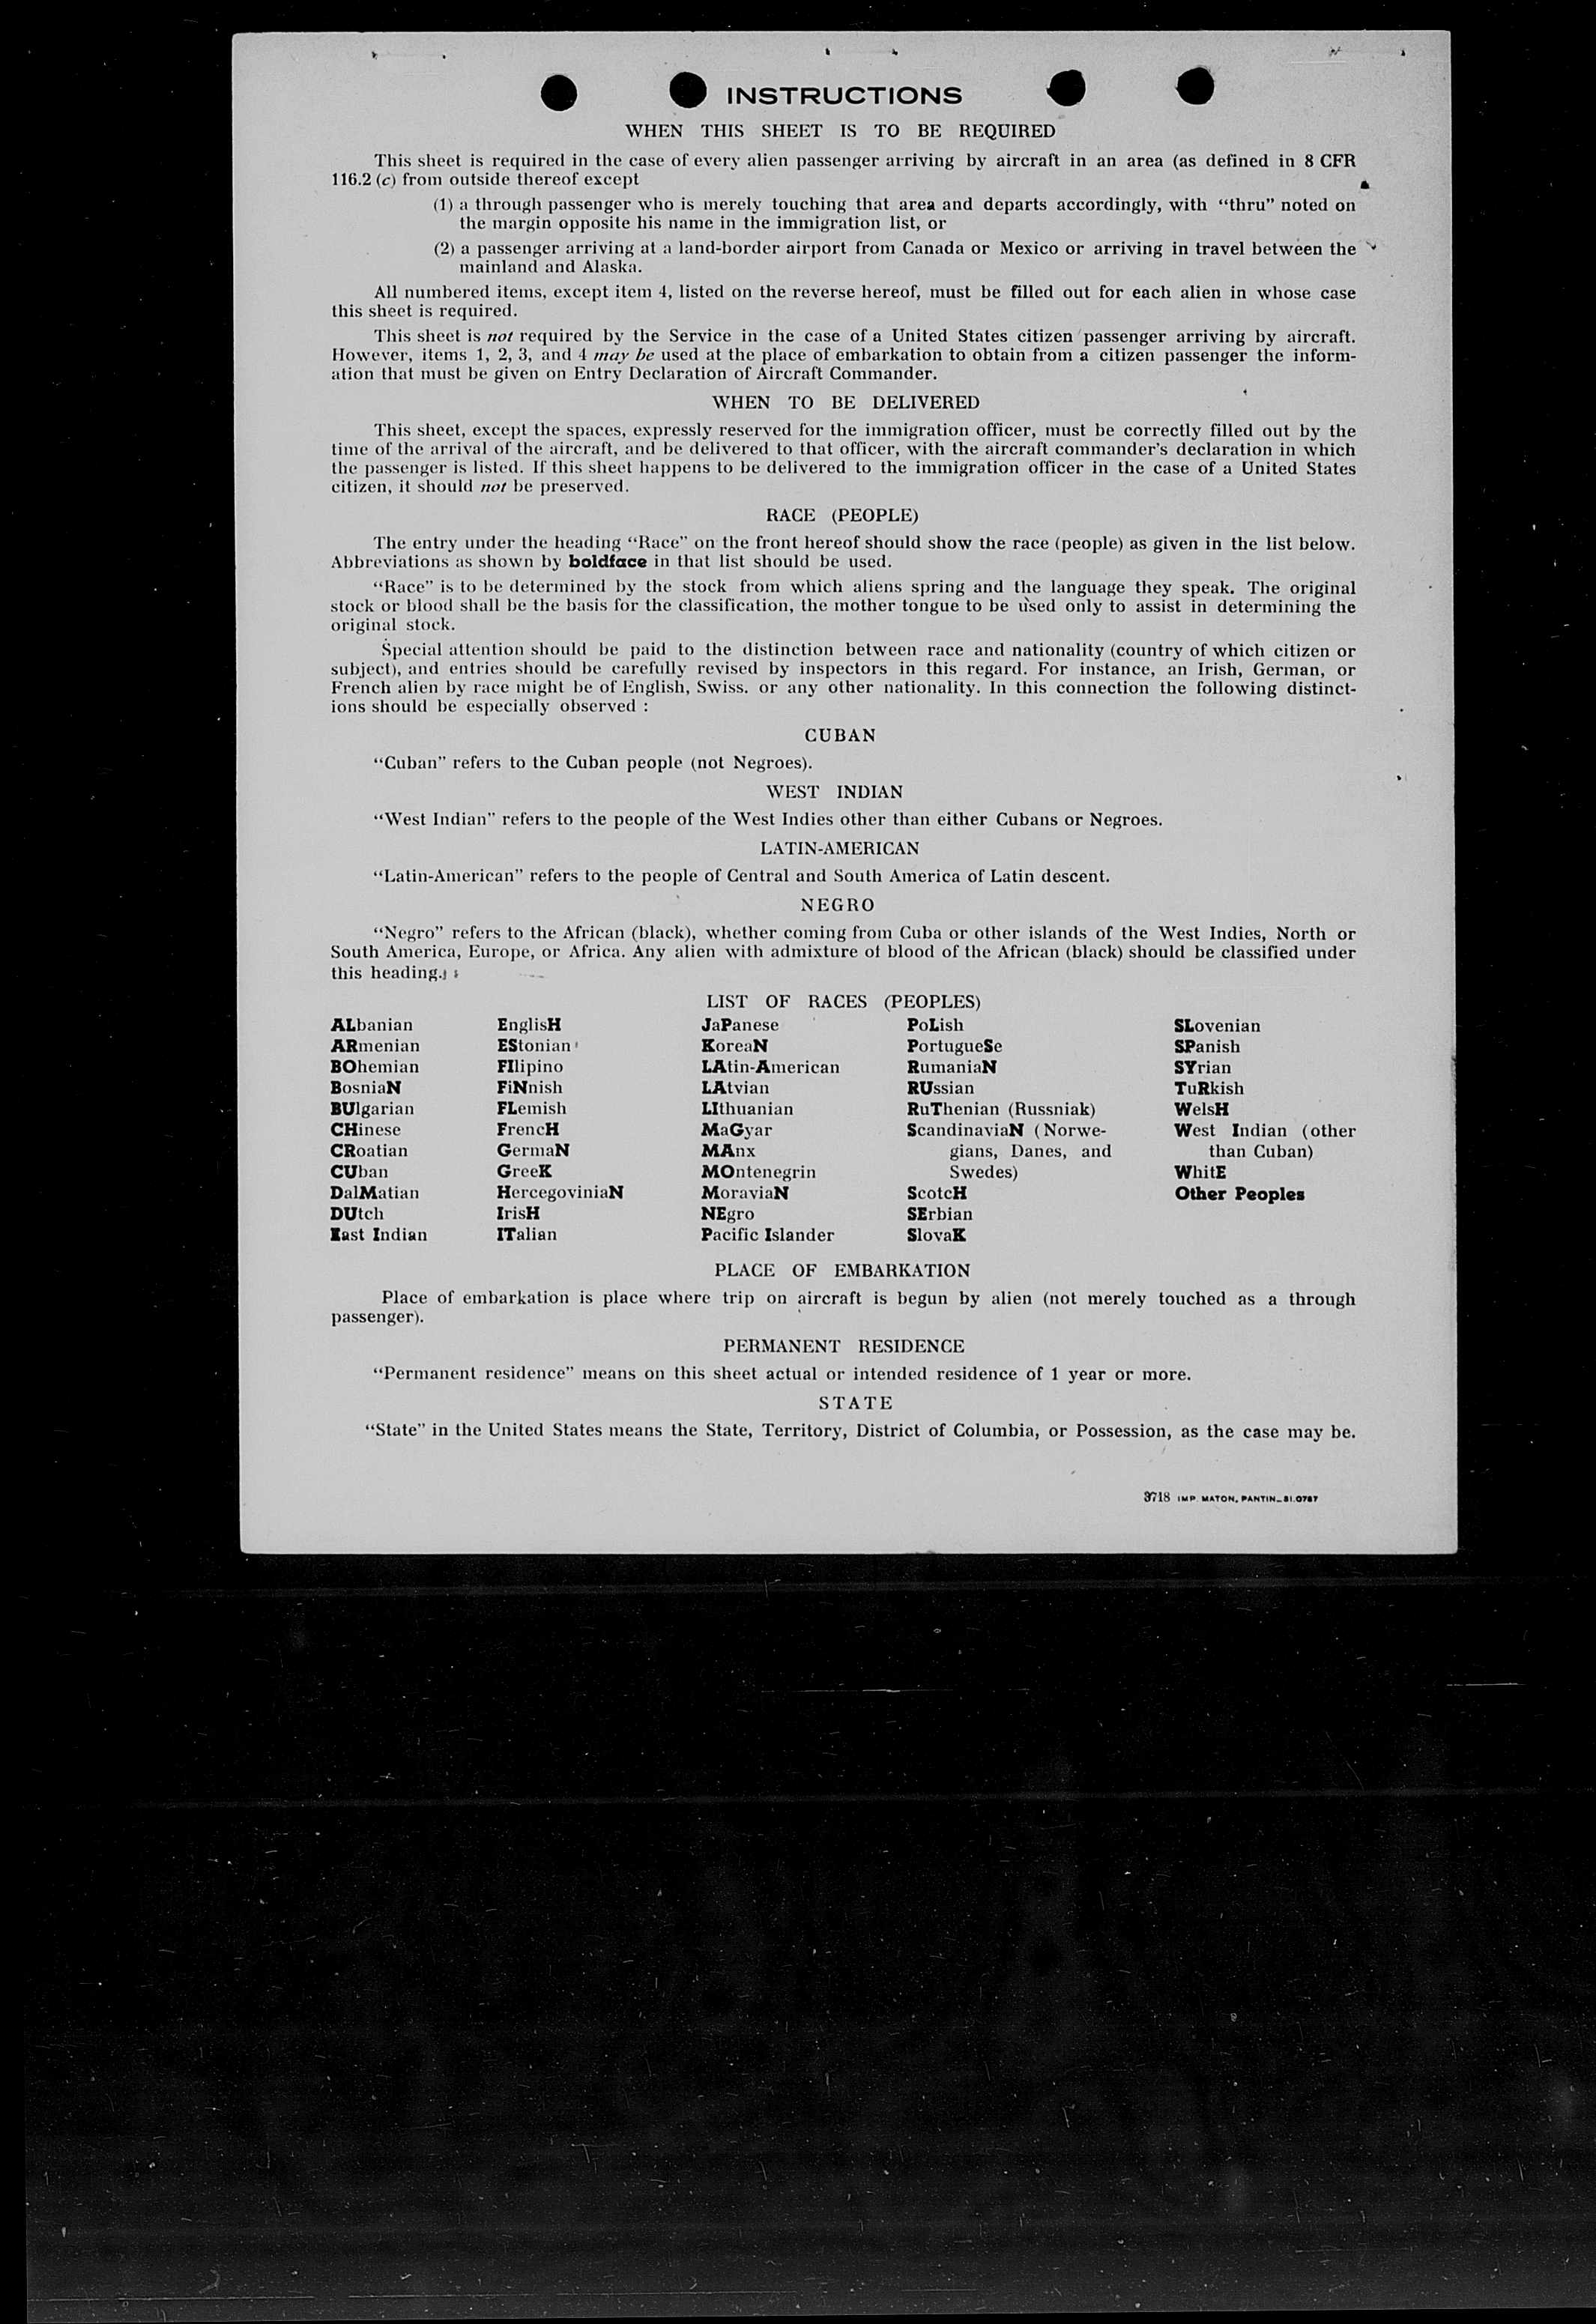 INSTRUCTIONS
WHEN THIS SHEET IS TO BE REQUIRED
This sheet is required in the case of every alien passenger arriving by aircraft in an area (as defined in 8 CFR
116.2 (c) from outside thereof except
(1) a through passenger who is merely touching that area and departs accordingly, with “thru” noted on
the margin opposite his name in the immigration list, or
(2) a passenger arriving at a land-border airport from Canada or Mexico or arriving in travel between the
mainland and Alaska.
All numbered items, except item 4, listed on the reverse hereof, must be filled out for each alien in whose case
this sheet is required.
This sheet is not required by the Service in the case of a United States citizen passenger arriving by aircraft.
However, items 1, 2, 3, and 4 may be used at the place of embarkation to obtain from a citizen passenger the inform-
ation that must be given on Entry Declaration of Aircraft Commander.
WHEN TO BE DELIVERED
This sheet, except the spaces, expressly reserved for the immigration officer, must be correctly filled out by the
time of the arrival of the aircraft, and be delivered to that officer, with the aircraft commander's declaration in which
the passenger is listed. If this sheet happens to be delivered to the immigration officer in the case of a United States
citizen, it should not be preserved.
RACE (PEOPLE)
The entry under the heading “Race” on the front hereof should show the race (people) as given in the list below.
Abbreviations as shown by boldface in that list should be used.
“Race” is to be determined by the stock from which aliens spring and the language they speak. The original
stock or blood shall be the basis for the classification, the mother tongue to be used only to assist in determining the
original stock.
Special attention should be paid to the distinction between race and nationality (country of which citizen or
subject), and entries should be carefully revised by inspectors in this regard. For instance, an Irish, German, or
French alien by race might be of English, Swiss. or any other nationality. In this connection the following distinct-
ions should be especially observed :
CUBAN
“Cuban” refers to the Cuban people (not Negroes).
WEST INDIAN
“West Indian” refers to the people of the West Indies other than either Cubans or Negroes.
LATIN-AMERICAN
“Latin-American” refers to the people of Central and South America of Latin descent.
NEGRO
“Negro” refers to the African (black), whether coming from Cuba or other islands of the West Indies, North or
South America, Europe, or Africa. Any alien with admixture of blood of the African (black) should be classified under
this heading.
LIST OF RACES (PEOPLES)
ALbanian
ARmenian
BOhemian
BosniaN
BUlgarian
CHinese
CRoatian
CUban
DalMatian
DUtch
East Indian
EnglisH
EStonian
FIlipino
FiNnish
FLemish
FrencH
GermaN
GreeK
HercegoviniaN
IrisH
ITalian
JaPanese
KoreaN
LAtin-American
LAtvian
LIthuanian
MaGyar
MAnx
MOntenegrin
MoraviaN
NEgro
Pacific Islander
PoLish
PortugueSe
RumaniaN
RUssian
RuThenian (Russniak)
ScandinaviaN (Norwe-
gians, Danes, and
Swedes)
ScotcH
SErbian
SlovaK
SLovenian
SPanish
SYrian
TuRkish
WelsH
West Indian (other
than Cuban)
WhitE
Other Peoples
PLACE OF EMBARKATION
Place of embarkation is place where trip on aircraft is begun by alien (not merely touched as a through
passenger).
PERMANENT RESIDENCE
“Permanent residence” means on this sheet actual or intended residence of 1 year or more.
STATE
“State” in the United States means the State, Territory, District of Columbia, or Possession, as the case may be.
3718 IMP. MATON, PANTIN_81.0787